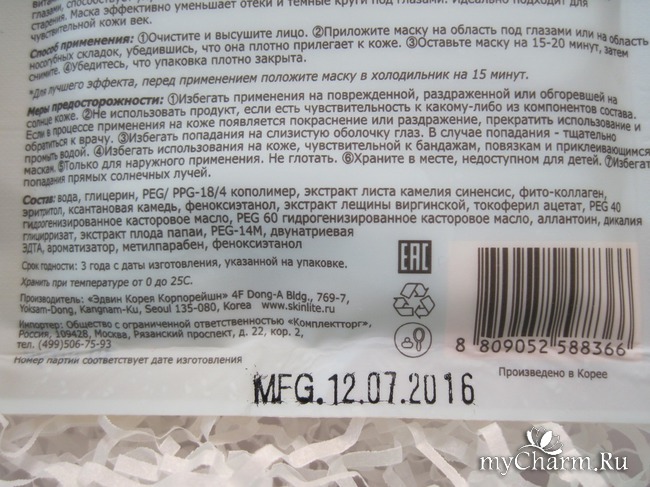 глазами, способствует
старения. Маска эффективно уменьшает отеки и темные круги под глазами. Идеально подходит для
чувствительной кожи век.
Способ применения: ①Очистите и высушите лицо. ②Приложите маску на область под глазами или на область
носогубных складок, убедившись, что она плотно прилегает к коже. ③Оставьте маску на 15-20 минут, затем
снимите. ④Убедитесь, что упаковка плотно закрыта.
*Для лучшего эффекта, перед применением положите маску в холодильник на 15 минут.
Меры предосторожности: ①Избегать применения на поврежденной, раздраженной или обгоревшей на
солнце коже. ②Не использовать продукт, если есть чувствительность к какому-либо из компонентов состава.
Если в процессе применения на коже появляется покраснение или раздражение, прекратить использование и
обратиться к врачу. ③Избегать попадания на слизистую оболочку глаз. В случае попадания - тщательно
промыть водой. ④Избегать использования на коже, чувствительной к бандажам, повязкам и приклеивающимся
маскам. ⑤Только для наружного применения. Не глотать. ⑥Храните в месте, недоступном для детей. ⑦Избегать
попадания прямых солнечных лучей.
Состав: вода, глицерин, PEG/ PPG-18/4 кополимер, экстракт листа камелия синенсис, фито-коллаген,
эритритол, ксантановая камедь, феноксиэтанол, экстракт лещины виргинской, токоферил ацетат, PEG 40
гидрогенизированное касторовое масло, PEG 60 гидрогенизированное касторовое масло, аллантоин, дикалия
глицирризат, экстракт плода папаи, PEG-14M, двунатриевая
ЭДТА, ароматизатор, метилпарабен, феноксиэтанол
Срок годности: 3 года с даты изготовления, указанной на упаковке.
Хранить при температуре от 0 до 25С.
Производитель: «Эдвин Корея Корпорейшн» 4F Dong-A Bldg., 769-7,
Yoksam-Dong, Kangnam-Ku, Seoul 135-080, Korea www.skinlite.ru
Импортер: Общество с ограниченной ответственностью «Комплектторг»,
Россия, 109428, Москва, Рязанский проспект, д. 22, кор. 2,
тел. (499)506-75-93
Номер партии соответствует дате изготовления
EAC
8 809052 588366
Произведено в Корее
MFG.12.07.2016
myCharm.Ru